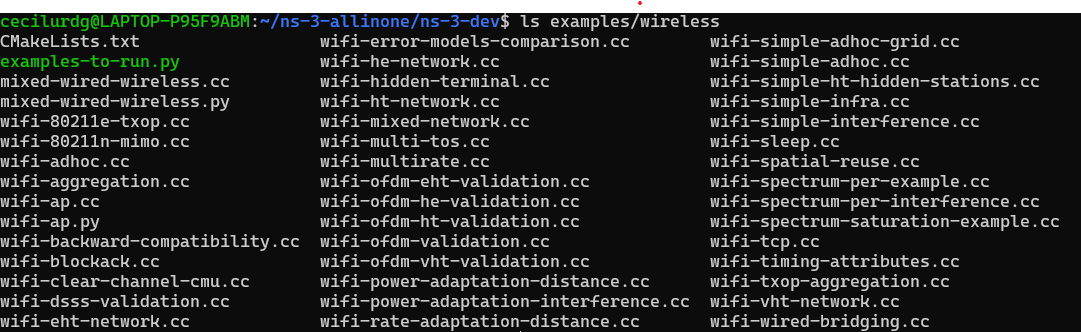 cecilurdg@LAPTOP-P95F9ABM:~/ns-3-allinone/ns-3-dev$ ls examples/wireless
CMakeLists.txt wifi-error-models-comparison.cc wifi-simple-adhoc-grid.cc
examples-to-run.py wifi-he-network.cc wifi-simple-adhoc.cc
mixed-wired-wireless.cc wifi-hidden-terminal.cc wifi-simple-ht-hidden-stations.cc
mixed-wired-wireless.py wifi-ht-network.cc wifi-simple-infra.cc
wifi-80211e-txop.cc wifi-mixed-network.cc wifi-simple-interference.cc
wifi-80211n-mimo.cc wifi-multi-tos.cc wifi-sleep.cc
wifi-adhoc.cc wifi-multirate.cc wifi-spatial-reuse.cc
wifi-aggregation.cc wifi-ofdm-eht-validation.cc wifi-spectrum-per-example.cc
wifi-ap.cc wifi-ofdm-he-validation.cc wifi-spectrum-per-interference.cc
wifi-ap.py wifi-ofdm-ht-validation.cc wifi-spectrum-saturation-example.cc
wifi-backward-compatibility.cc wifi-ofdm-validation.cc wifi-tcp.cc
wifi-blockack.cc wifi-ofdm-vht-validation.cc wifi-timing-attributes.cc
wifi-clear-channel-cmu.cc wifi-power-adaptation-distance.cc wifi-txop-aggregation.cc
wifi-dsss-validation.cc wifi-power-adaptation-interference.cc wifi-vht-network.cc
wifi-eht-network.cc wifi-rate-adaptation-distance.cc wifi-wired-bridging.cc